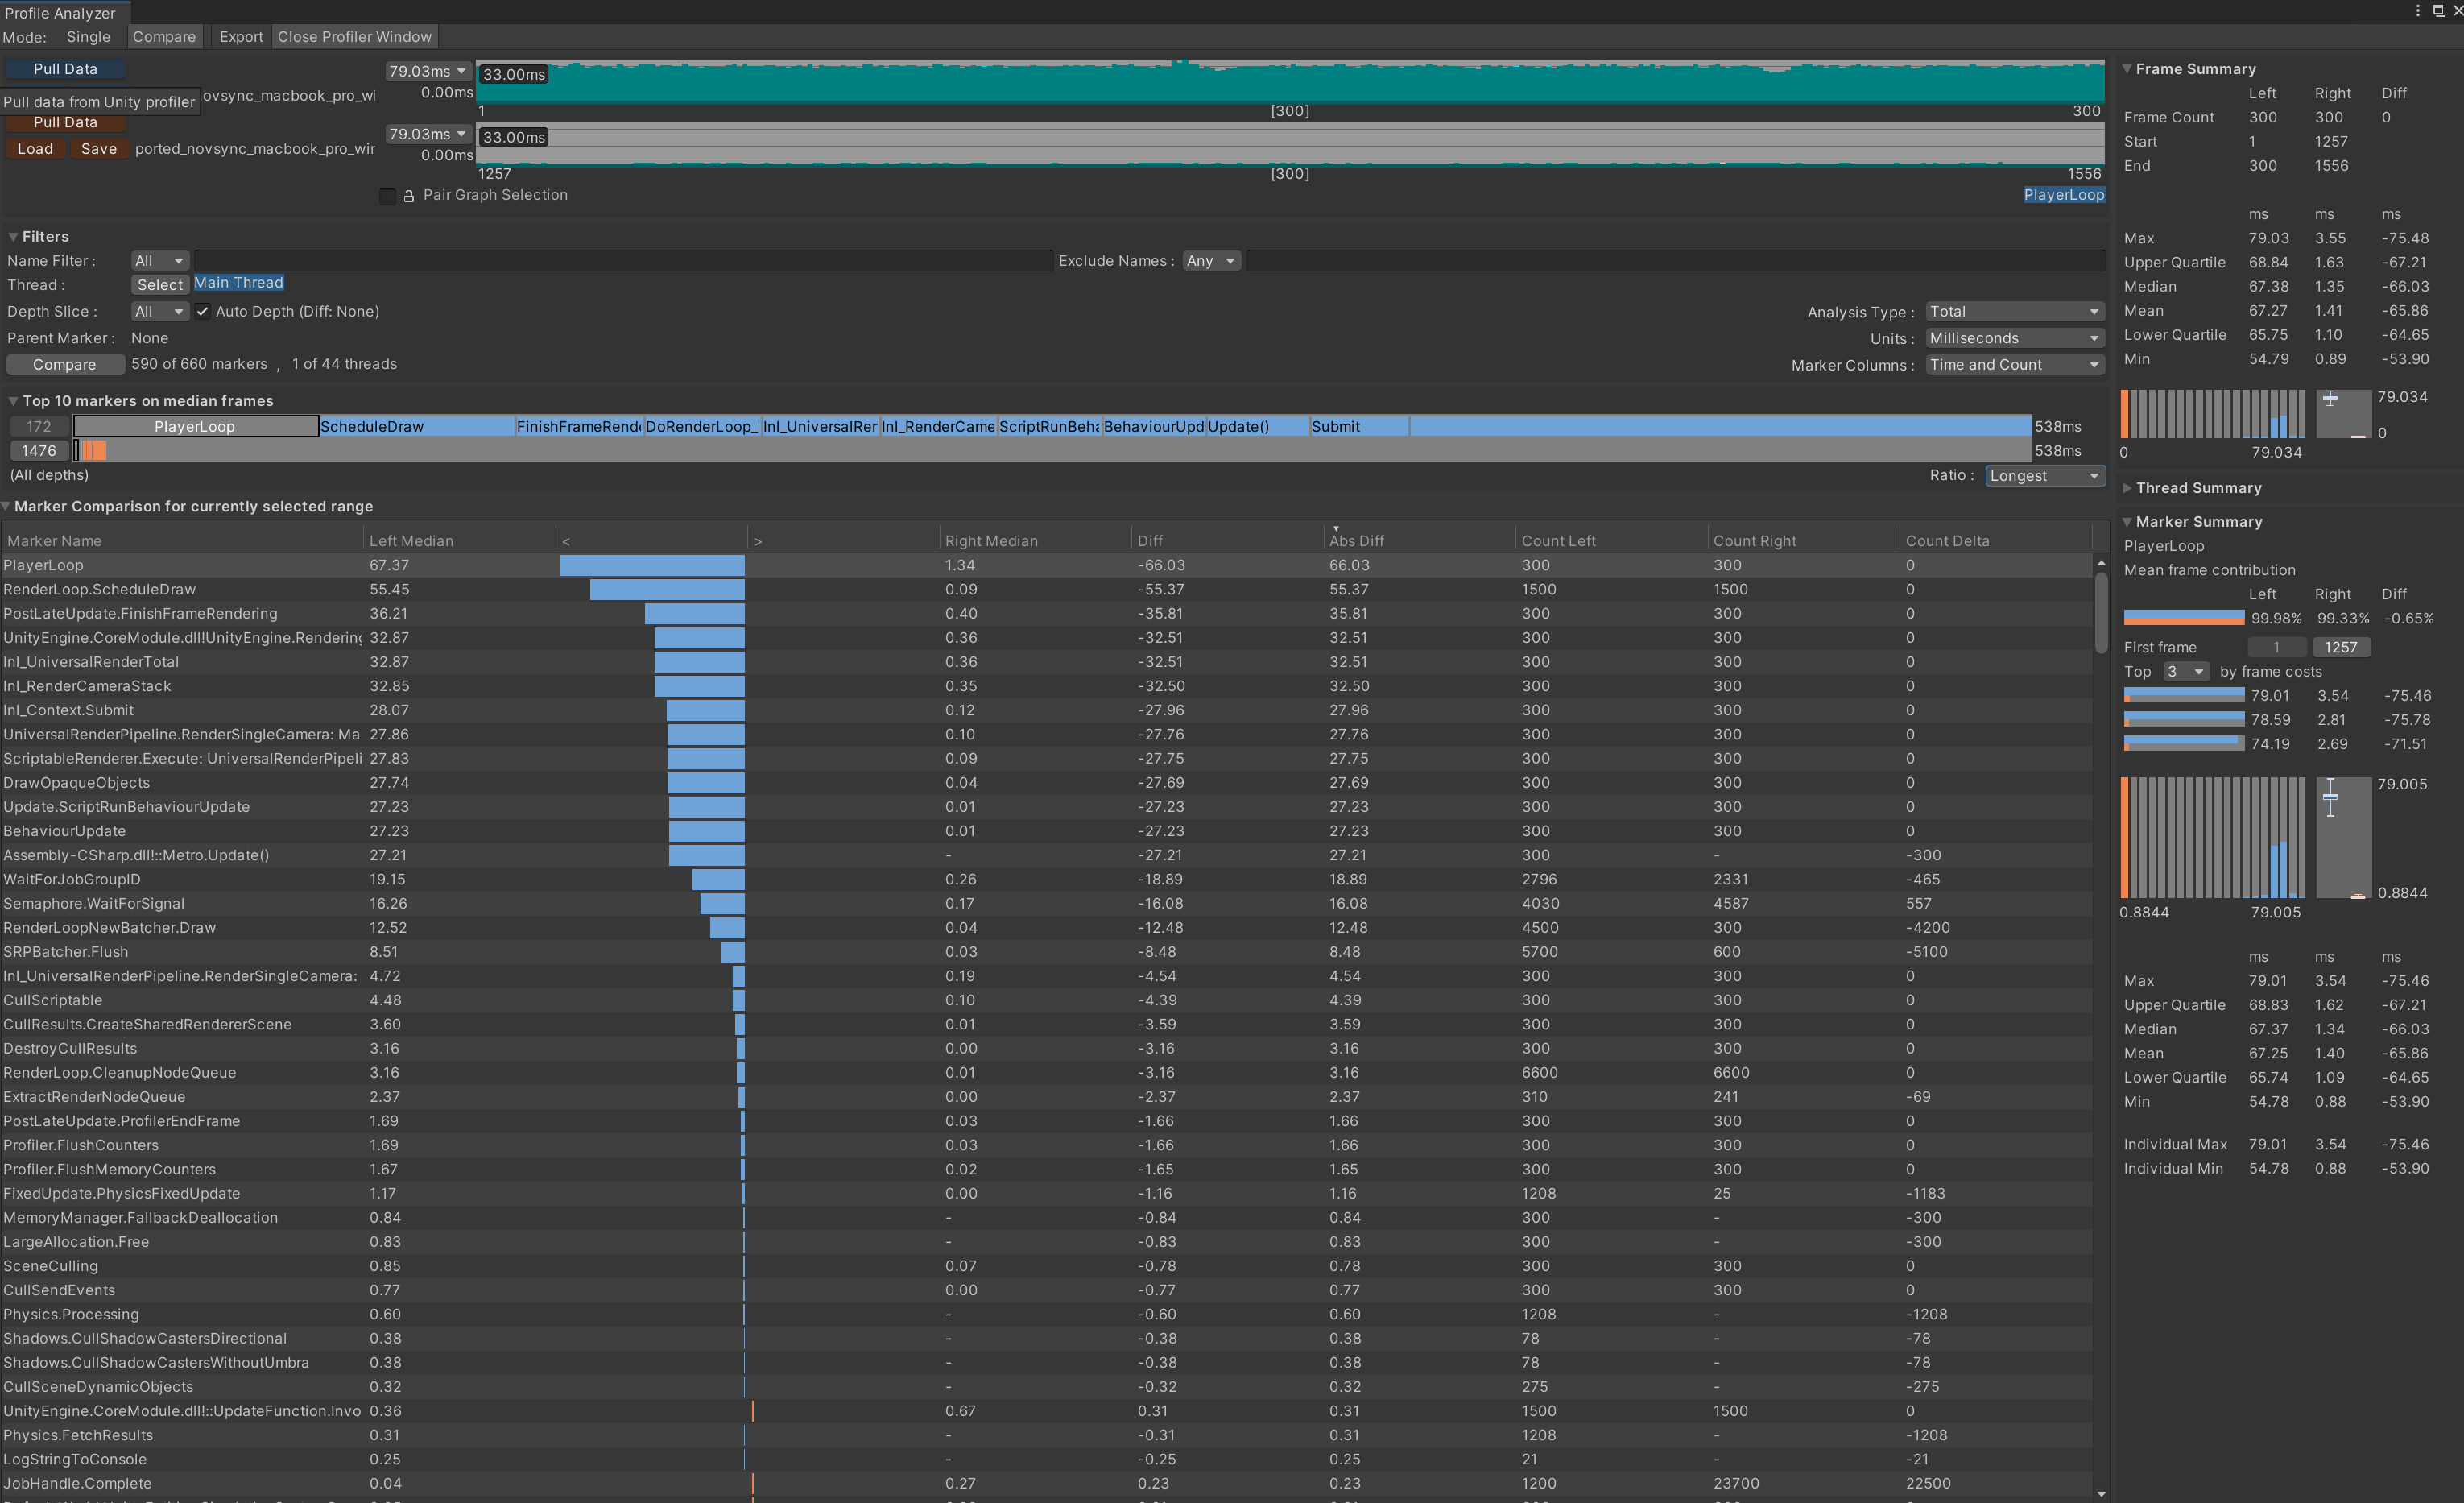 Profile Analyzer
Mode: Single Compare Export Close Profiler Window
Pull Data
79.03ms 33.00ms
0.00ms
Pull data from Unity profiler ovsync_macbook_pro_wi
1 [300] 300
Pull Data
79.03ms 33.00ms
Load Save ported_novsync_macbook_pro_wir
0.00ms
1257 [300] 1556
Pair Graph Selection PlayerLoop
Filters
Name Filter : All Exclude Names : Any
Thread : Select Main Thread
Depth Slice : All Auto Depth (Diff: None) Analysis Type : Total
Parent Marker : None Units : Milliseconds
Compare 590 of 660 markers , 1 of 44 threads Marker Columns : Time and Count
Top 10 markers on median frames
172 PlayerLoop ScheduleDraw FinishFrameRende DoRenderLoop_ Inl_UniversalRer Inl_RenderCame ScriptRunBeha BehaviourUpd Update() Submit 538ms
1476 538ms
(All depths) Ratio : Longest
Marker Comparison for currently selected range
Marker Name Left Median < > Right Median Diff Abs Diff Count Left Count Right Count Delta
PlayerLoop 67.37 1.34 -66.03 66.03 300 300 0
RenderLoop.ScheduleDraw 55.45 0.09 -55.37 55.37 1500 1500 0
PostLateUpdate.FinishFrameRendering 36.21 0.40 -35.81 35.81 300 300 0
UnityEngine.CoreModule.dll!UnityEngine.Rendering 32.87 0.36 -32.51 32.51 300 300 0
Inl_UniversalRenderTotal 32.87 0.36 -32.51 32.51 300 300 0
Inl_RenderCameraStack 32.85 0.35 -32.50 32.50 300 300 0
Inl_Context.Submit 28.07 0.12 -27.96 27.96 300 300 0
UniversalRenderPipeline.RenderSingleCamera: Ma 27.86 0.10 -27.76 27.76 300 300 0
ScriptableRenderer.Execute: UniversalRenderPipeli 27.83 0.09 -27.75 27.75 300 300 0
DrawOpaqueObjects 27.74 0.04 -27.69 27.69 300 300 0
Update.ScriptRunBehaviourUpdate 27.23 0.01 -27.23 27.23 300 300 0
BehaviourUpdate 27.23 0.01 -27.23 27.23 300 300 0
Assembly-CSharp.dll!::Metro.Update() 27.21 - -27.21 27.21 300 - -300
WaitForJobGroupID 19.15 0.26 -18.89 18.89 2796 2331 -465
Semaphore.WaitForSignal 16.26 0.17 -16.08 16.08 4030 4587 557
RenderLoopNewBatcher.Draw 12.52 0.04 -12.48 12.48 4500 300 -4200
SRPBatcher.Flush 8.51 0.03 -8.48 8.48 5700 600 -5100
Inl_UniversalRenderPipeline.RenderSingleCamera: 4.72 0.19 -4.54 4.54 300 300 0
CullScriptable 4.48 0.10 -4.39 4.39 300 300 0
CullResults.CreateSharedRendererScene 3.60 0.01 -3.59 3.59 300 300 0
DestroyCullResults 3.16 0.00 -3.16 3.16 300 300 0
RenderLoop.CleanupNodeQueue 3.16 0.01 -3.16 3.16 6600 6600 0
ExtractRenderNodeQueue 2.37 0.00 -2.37 2.37 310 241 -69
PostLateUpdate.ProfilerEndFrame 1.69 0.03 -1.66 1.66 300 300 0
Profiler.FlushCounters 1.69 0.03 -1.66 1.66 300 300 0
Profiler.FlushMemoryCounters 1.67 0.02 -1.65 1.65 300 300 0
FixedUpdate.PhysicsFixedUpdate 1.17 0.00 -1.16 1.16 1208 25 -1183
MemoryManager.FallbackDeallocation 0.84 - -0.84 0.84 300 - -300
LargeAllocation.Free 0.83 - -0.83 0.83 300 - -300
SceneCulling 0.85 0.07 -0.78 0.78 300 300 0
CullSendEvents 0.77 0.00 -0.77 0.77 300 300 0
Physics.Processing 0.60 - -0.60 0.60 1208 - -1208
Shadows.CullShadowCastersDirectional 0.38 - -0.38 0.38 78 - -78
Shadows.CullShadowCastersWithoutUmbra 0.38 - -0.38 0.38 78 - -78
CullSceneDynamicObjects 0.32 - -0.32 0.32 275 - -275
UnityEngine.CoreModule.dll!::UpdateFunction.Invo 0.36 0.67 0.31 0.31 1500 1500 0
Physics.FetchResults 0.31 - -0.31 0.31 1208 - -1208
LogStringToConsole 0.25 - -0.25 0.25 21 - -21
JobHandle.Complete 0.04 0.27 0.23 0.23 1200 23700 22500
Frame Summary
Left Right Diff
Frame Count 300 300 0
Start 1 1257
End 300 1556
ms ms ms
Max 79.03 3.55 -75.48
Upper Quartile 68.84 1.63 -67.21
Median 67.38 1.35 -66.03
Mean 67.27 1.41 -65.86
Lower Quartile 65.75 1.10 -64.65
Min 54.79 0.89 -53.90
79.034
0
0 79.034
Thread Summary
Marker Summary
PlayerLoop
Mean frame contribution
Left Right Diff
99.98% 99.33% -0.65%
First frame 1 1257
Top 3 by frame costs
79.01 3.54 -75.46
78.59 2.81 -75.78
74.19 2.69 -71.51
79.005
0.8844
0.8844 79.005
ms ms ms
Max 79.01 3.54 -75.46
Upper Quartile 68.83 1.62 -67.21
Median 67.37 1.34 -66.03
Mean 67.25 1.40 -65.86
Lower Quartile 65.74 1.09 -64.65
Min 54.78 0.88 -53.90
Individual Max 79.01 3.54 -75.46
Individual Min 54.78 0.88 -53.90